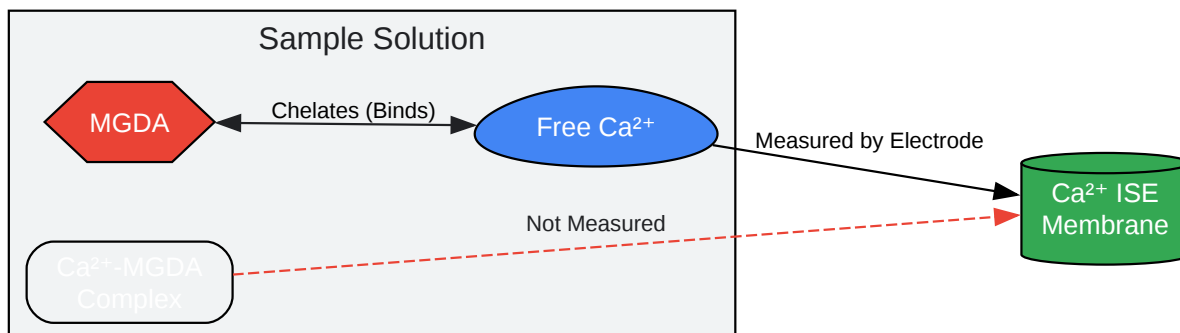 Sample Solution
MGDA
Chelates (Binds)
Free Ca²⁺
Measured by Electrode
Ca²⁺ ISE
Membrane
Not Measured
Ca²⁺-MGDA
Complex